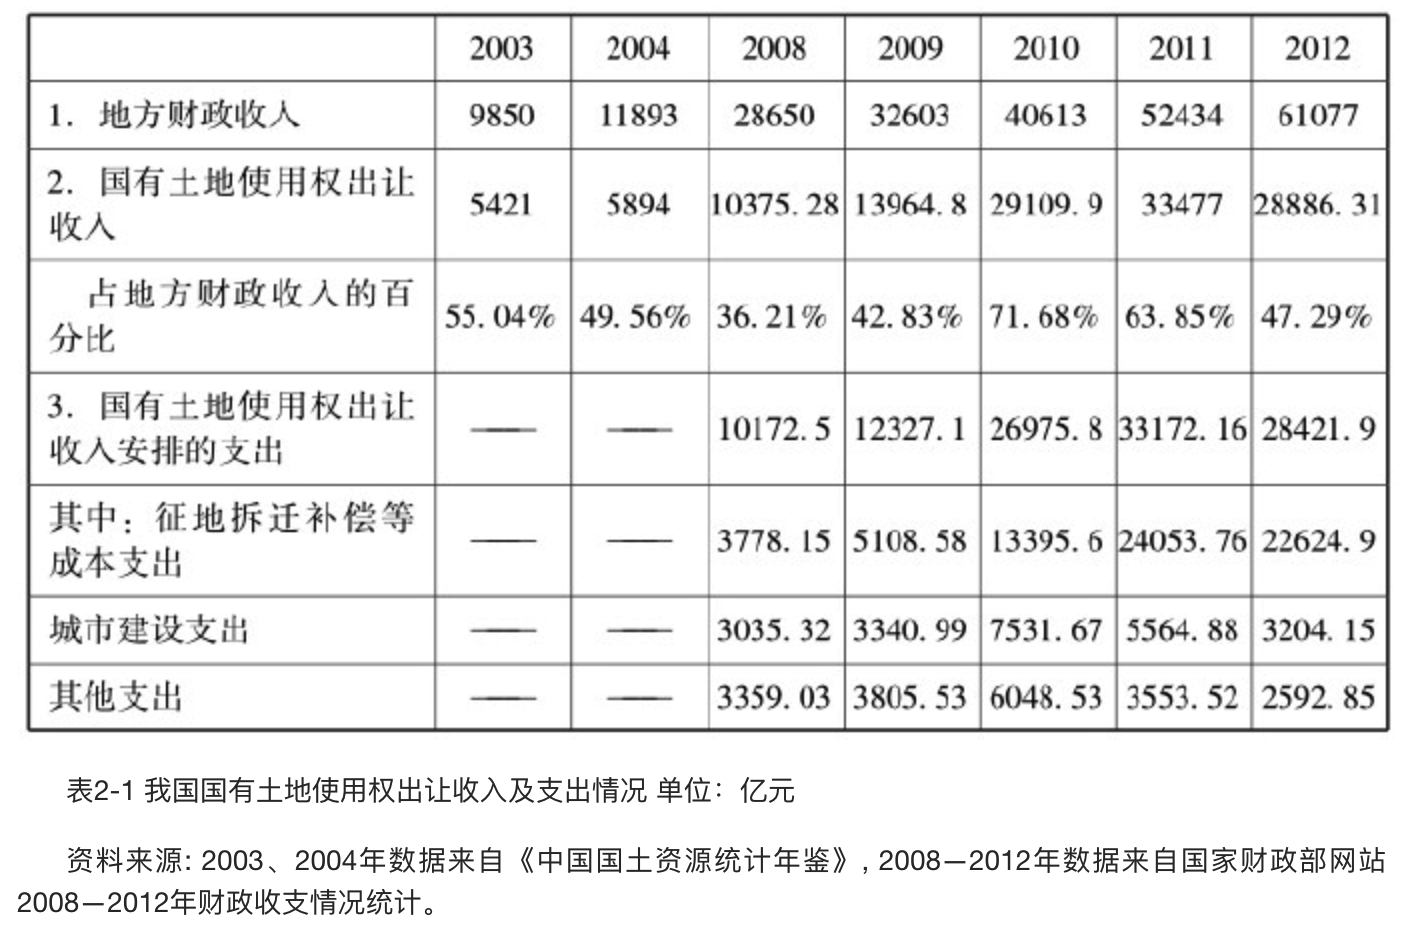 2003 2004 2008 2009 2010 2011 2012
1. 地方财政收入 9850 11893 28650 32603 40613 52434 61077
2. 国有土地使用权出让
收入 5421 5894 10375.28 13964.8 29109.9 33477 28886.31
占地方财政收入的百
分比 55.04% 49.56% 36.21% 42.83% 71.68% 63.85% 47.29%
3. 国有土地使用权出让
收入安排的支出 —— —— 10172.5 12327.1 26975.8 33172.16 28421.9
其中：征地拆迁补偿等
成本支出 —— —— 3778.15 5108.58 13395.6 24053.76 22624.9
城市建设支出 —— —— 3035.32 3340.99 7531.67 5564.88 3204.15
其他支出 —— —— 3359.03 3805.53 6048.53 3553.52 2592.85
表2-1 我国国有土地使用权出让收入及支出情况 单位：亿元
资料来源: 2003、2004年数据来自《中国国土资源统计年鉴》, 2008—2012年数据来自国家财政部网站
2008—2012年财政收支情况统计。